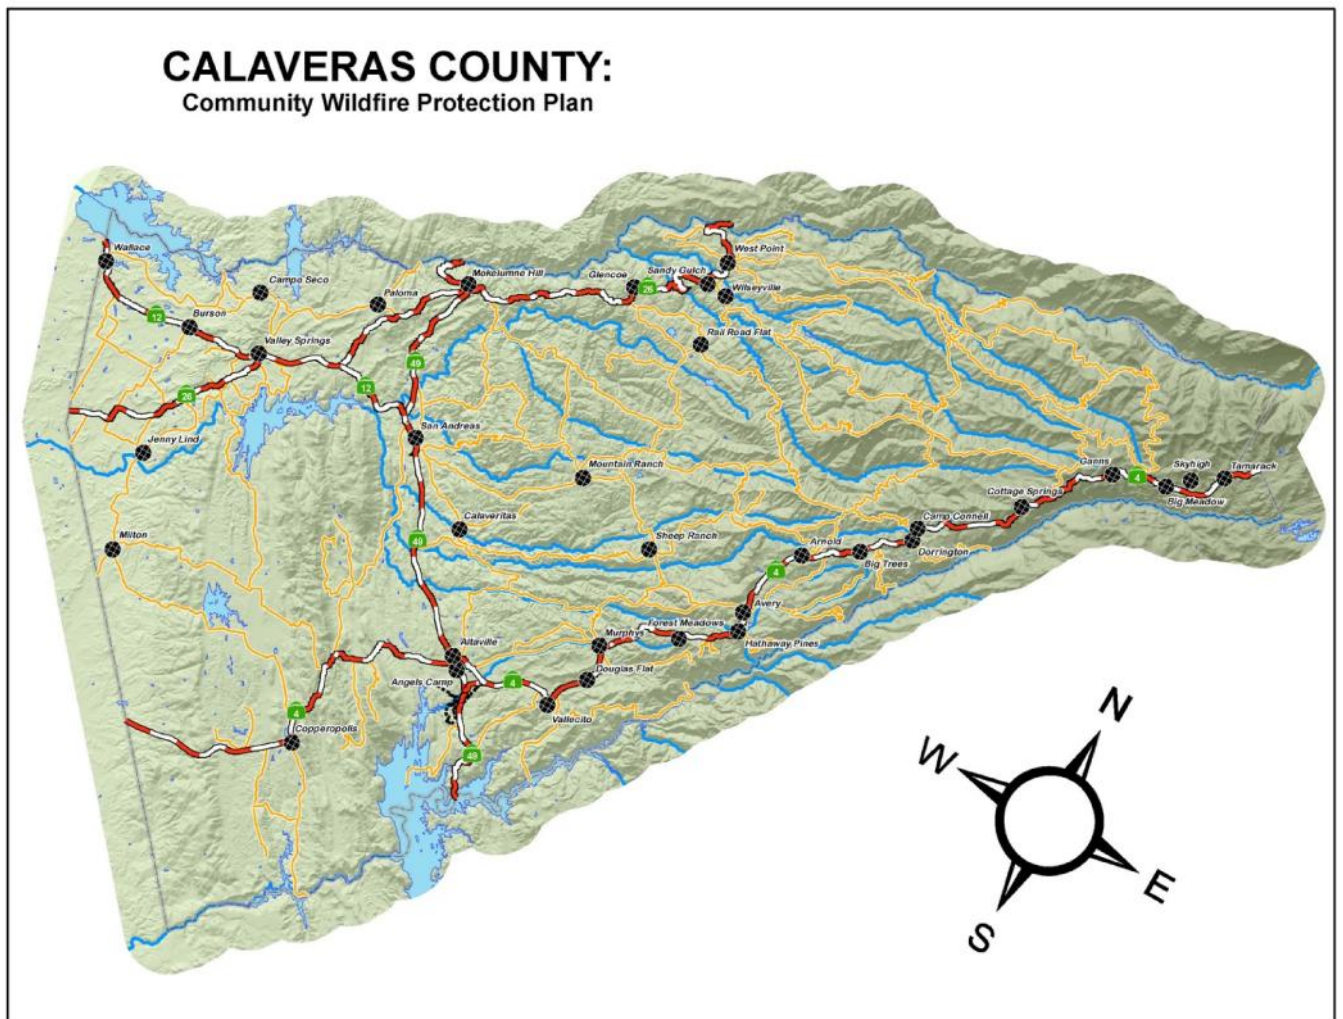 CALAVERAS COUNTY:
Community Wildfire Protection Plan
West Point
Wallace
Mokelumne Hill
Glencoe
Sandy Gulch
Campo Seco
26
Wilseyville
Paloma
12
Burson
Rail Road Flat
Valley Springs
49
12
26
San Andreas
Jenny Lind
Mountain Ranch
Ganns
Skyhigh
Tamarack
4
Cottage Springs
Big Meadow
Calaveritas
Camp Connell
Milton
49
Sheep Ranch
Arnold
Dorrington
Big Trees
4
Avery
Forest Meadows
Murphys
Altaville
Hathaway Pines
Douglas Flat
Angels Camp
4
4
Vallecito
Copperopolis
49
N
W
E
S